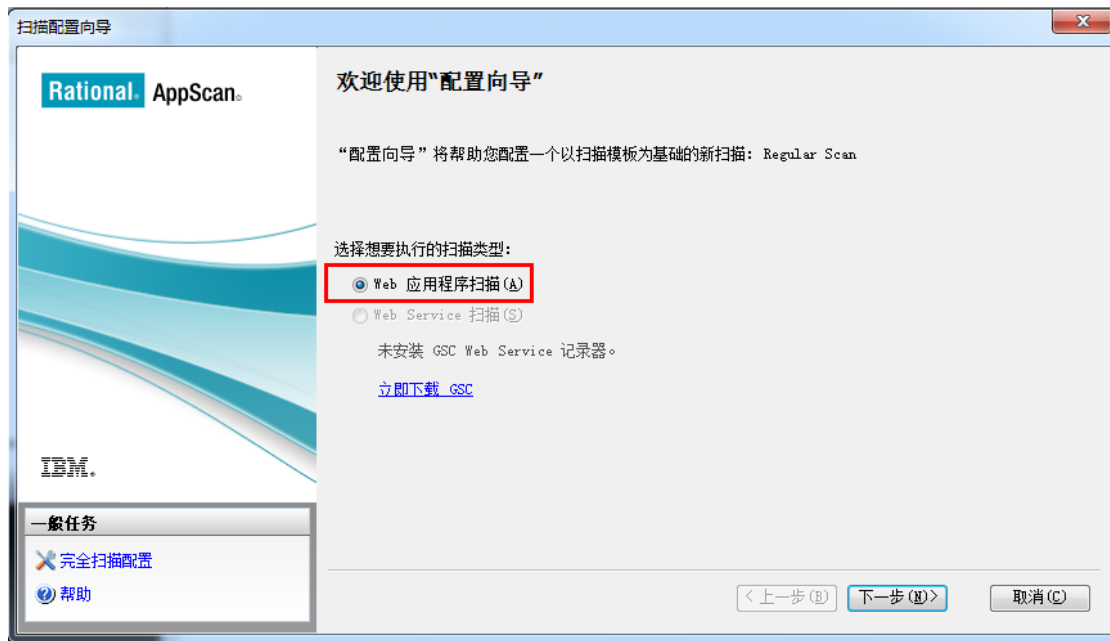 扫描配置向导
Rational. AppScan.
欢迎使用“配置向导”
“配置向导”将帮助您配置一个以扫描模板为基础的新扫描：Regular Scan
选择想要执行的扫描类型：
Web 应用程序扫描(A)
Web Service 扫描(S)
未安装 GSC Web Service 记录器。
立即下载 GSC
IBM.
一般任务
完全扫描配置
帮助
<上一步(B) 下一步(N)> 取消(C)